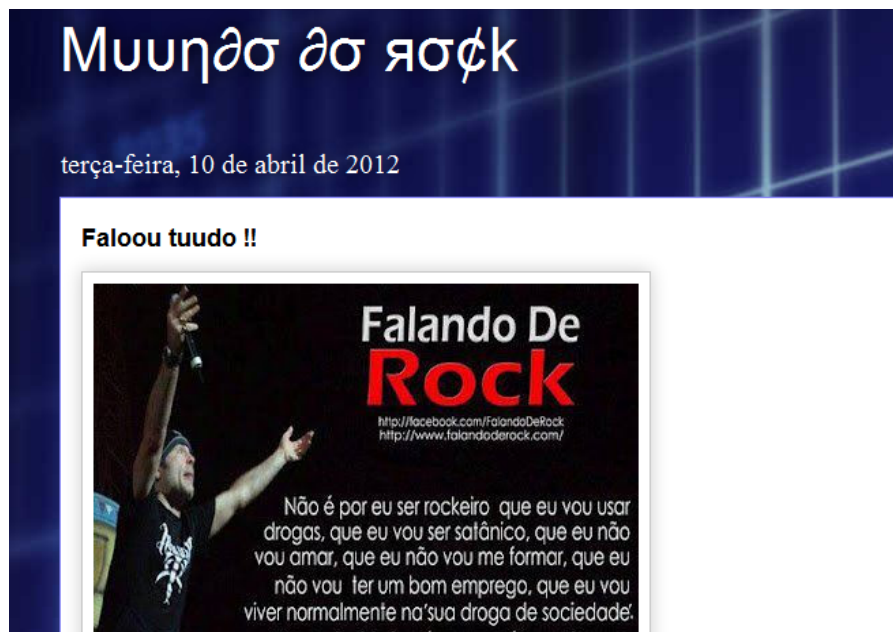 Muυη∂σ ∂σ яσ¢k
terça-feira, 10 de abril de 2012
Faloou tuudo !!
Falando De
Rock
http://facebook.com/FalandoDeRock
http://www.falandoderock.com/
Não é por eu ser rockeiro que eu vou usar
drogas, que eu vou ser satânico, que eu não
vou amar, que eu não vou me formar, que eu
não vou ter um bom emprego, que eu vou
viver normalmente na'sua droga de sociedade'.